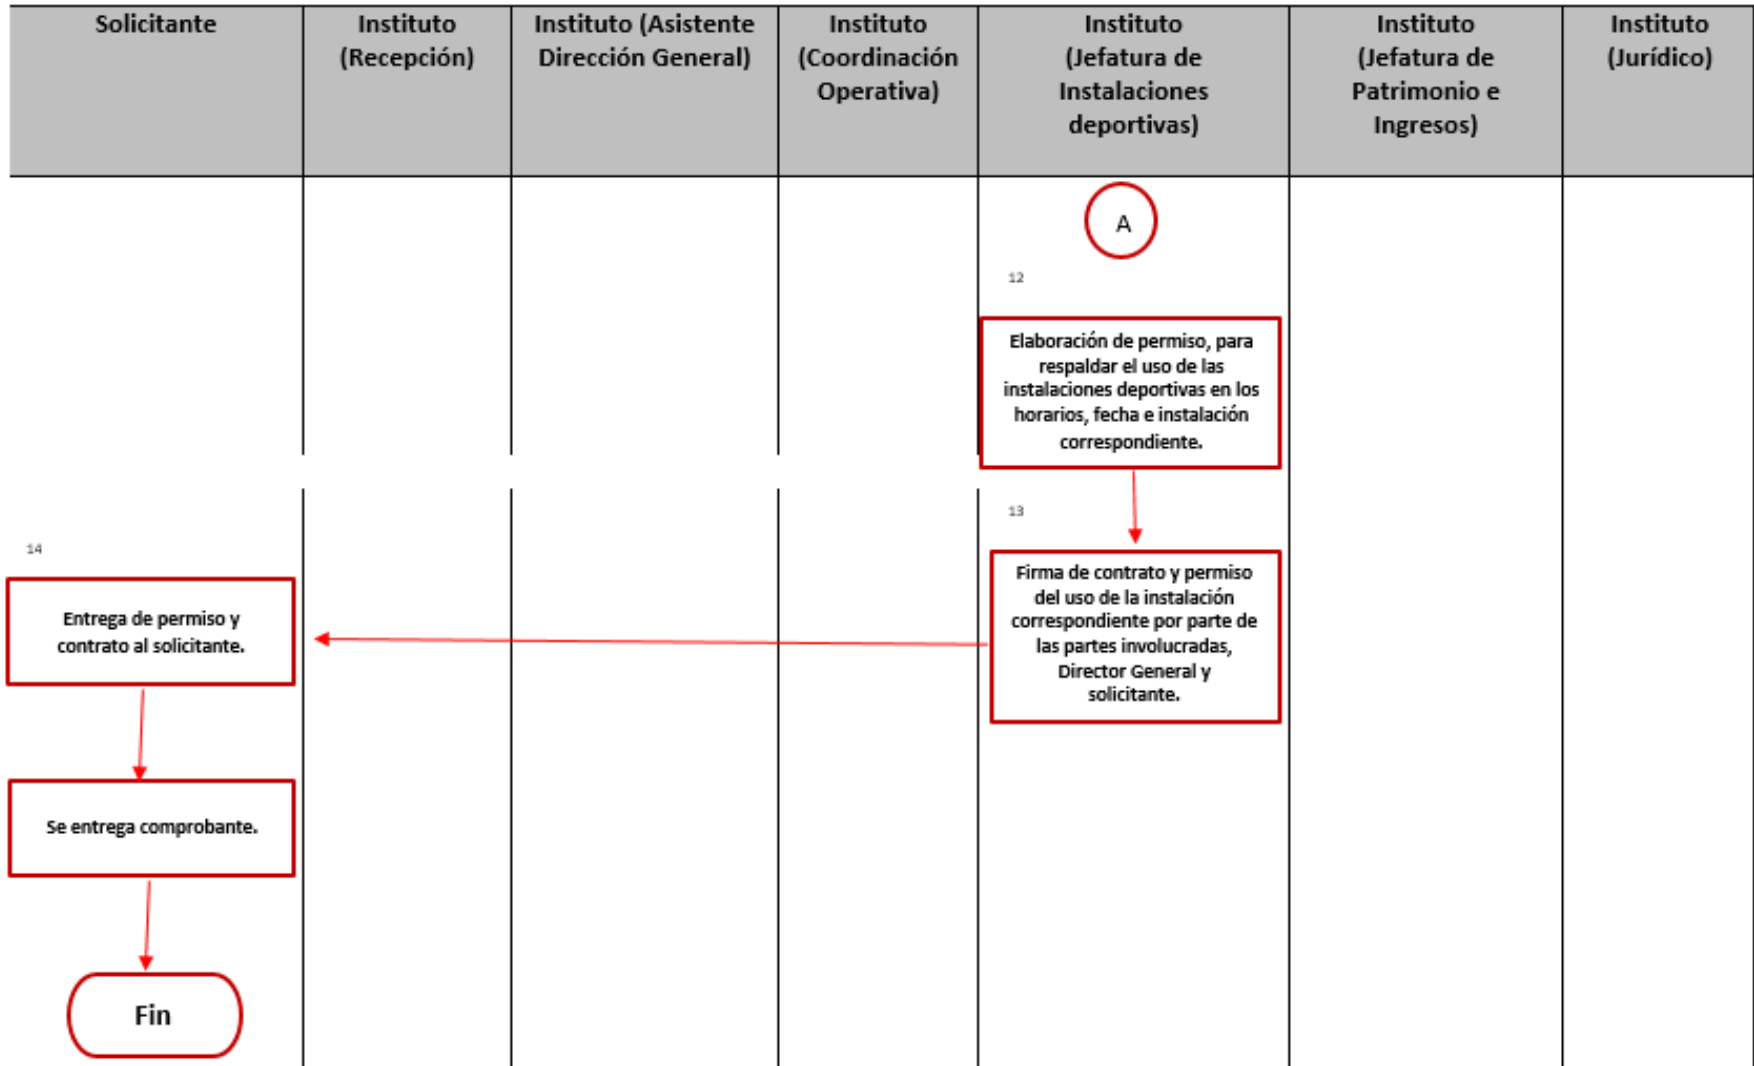 Solicitante
Instituto
(Recepción)
Instituto (Asistente
Dirección General)
Instituto
(Coordinación
Operativa)
Instituto
(Jefatura de
Instalaciones
deportivas)
Instituto
(Jefatura de
Patrimonio e
Ingresos)
Instituto
(Jurídico)
A
12
Elaboración de permiso, para
respaldar el uso de las
instalaciones deportivas en los
horarios, fecha e instalación
correspondiente.
13
Firma de contrato y permiso
del uso de la instalación
correspondiente por parte de
las partes involucradas,
Director General y
solicitante.
14
Entrega de permiso y
contrato al solicitante.
Se entrega comprobante.
Fin